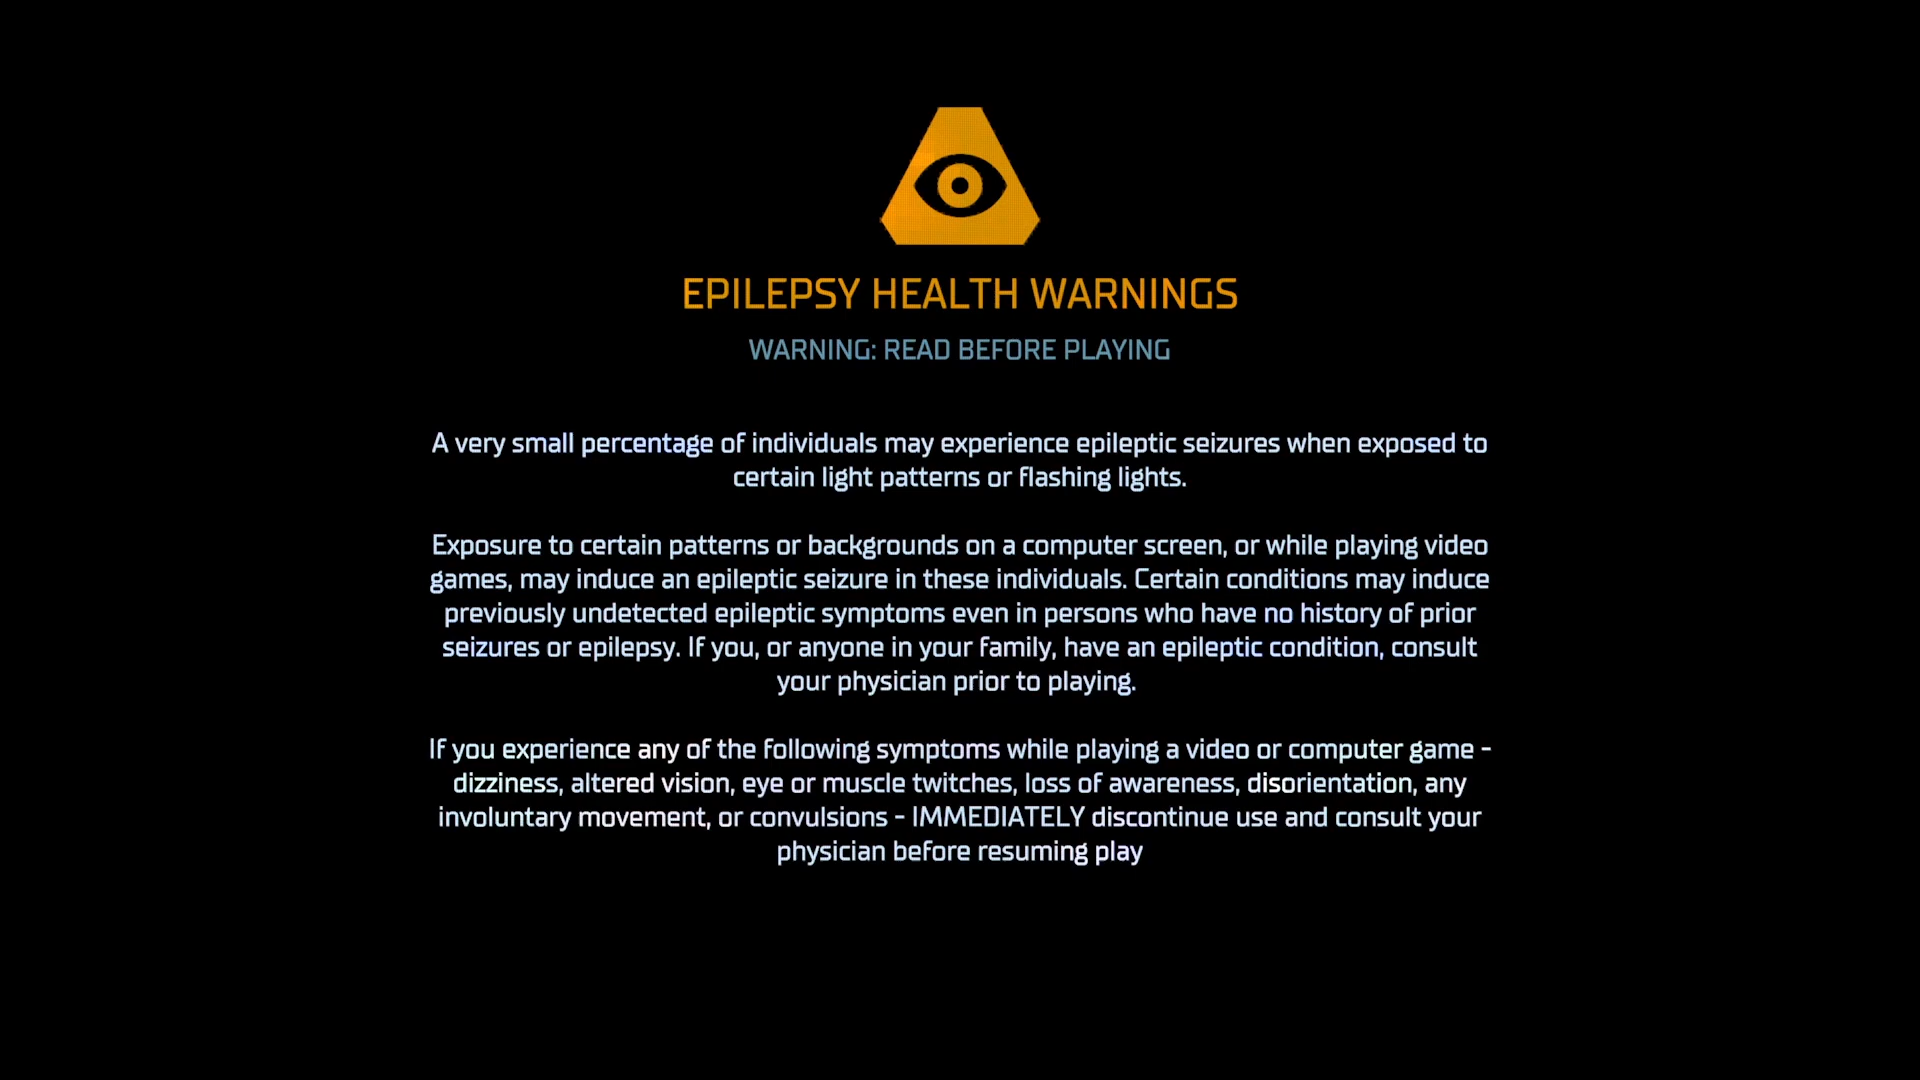 EPILEPSY HEALTH WARNINGS
WARNING: READ BEFORE PLAYING
A very small percentage of individuals may experience epileptic seizures when exposed to
certain light patterns or flashing lights.
Exposure to certain patterns or backgrounds on a computer screen, or while playing video
games, may induce an epileptic seizure in these individuals. Certain conditions may induce
previously undetected epileptic symptoms even in persons who have no history of prior
seizures or epilepsy. If you, or anyone in your family, have an epileptic condition, consult
your physician prior to playing.
If you experience any of the following symptoms while playing a video or computer game -
dizziness, altered vision, eye or muscle twitches, loss of awareness, disorientation, any
involuntary movement, or convulsions - IMMEDIATELY discontinue use and consult your
physician before resuming play